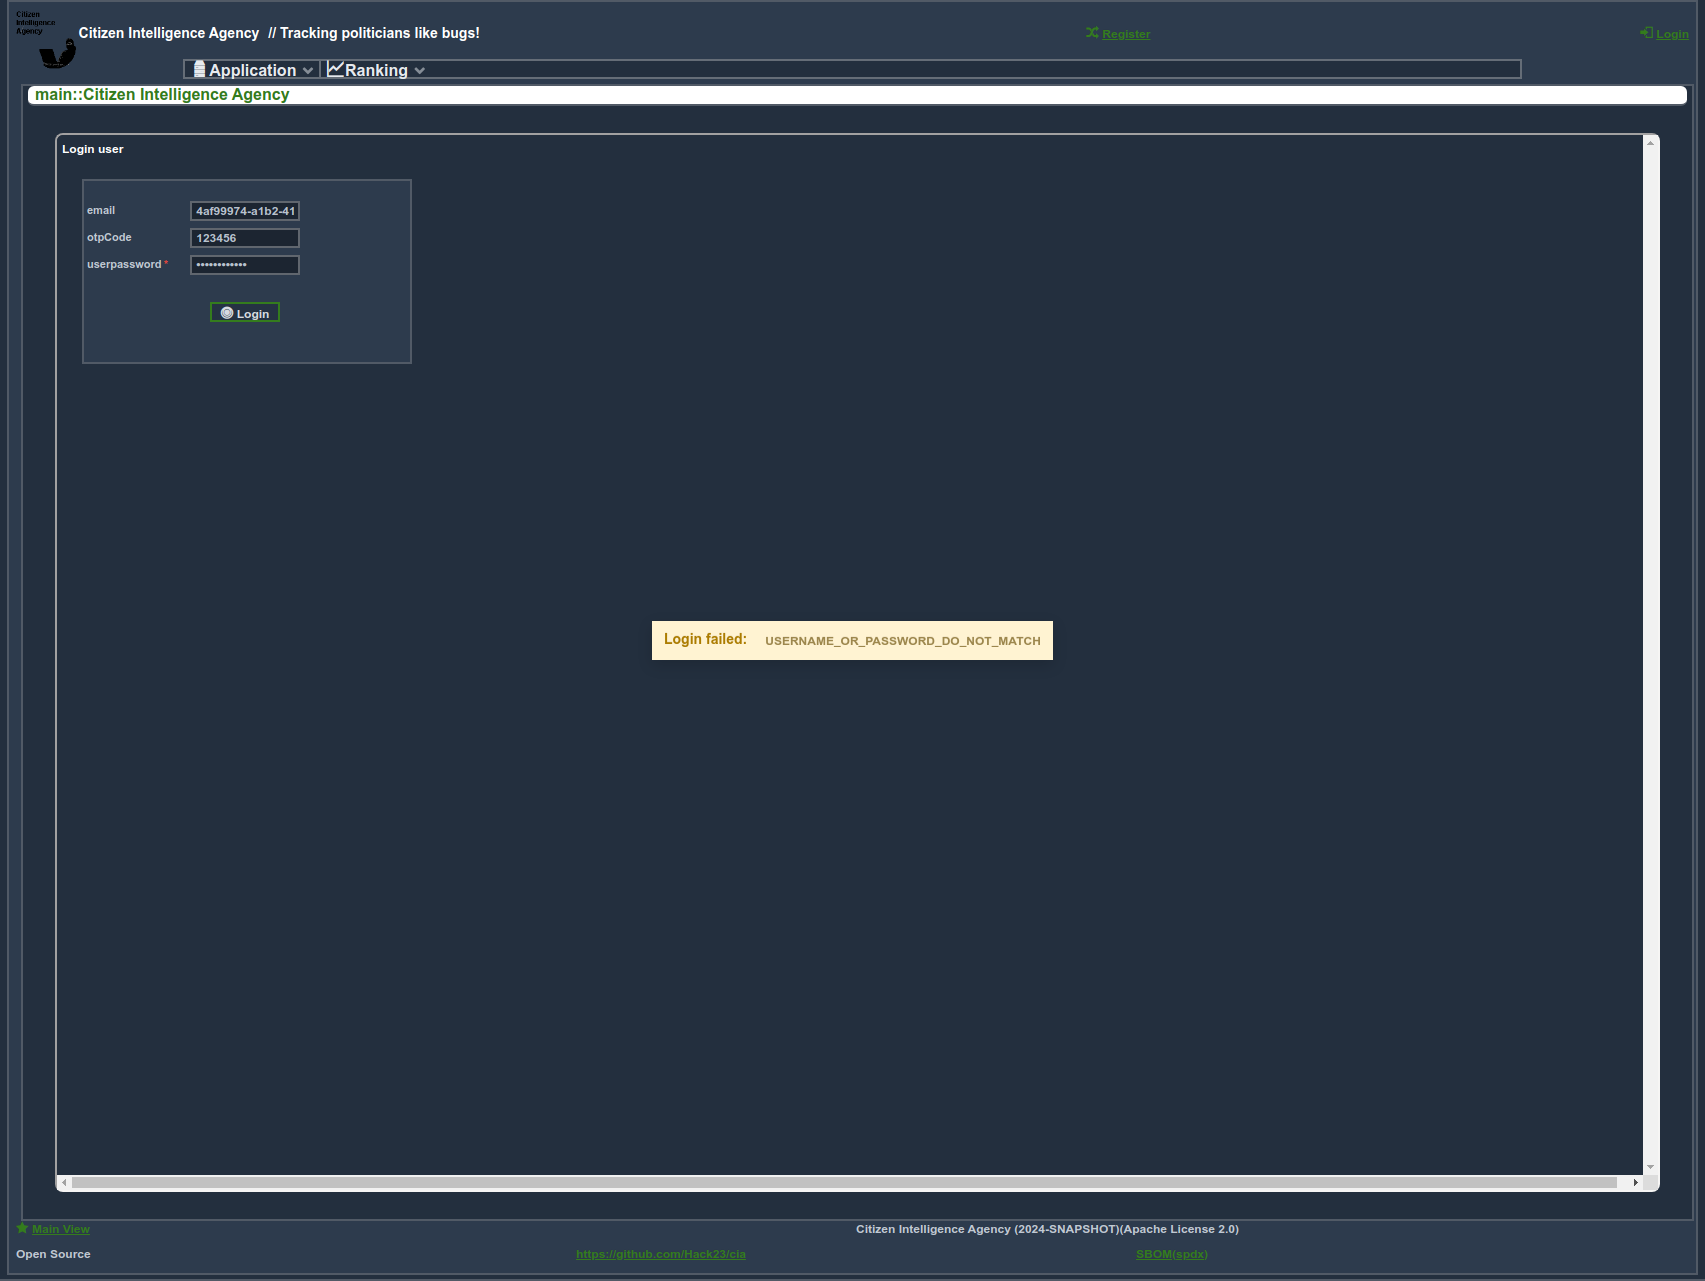 Citizen
Intelligence
Agency
Citizen Intelligence Agency // Tracking politicians like bugs!
Register
Login
Application
Ranking
main::Citizen Intelligence Agency
Login user
email 4af99974-a1b2-41
otpCode 123456
userpassword * ••••••••••••
Login
Login failed: USERNAME_OR_PASSWORD_DO_NOT_MATCH
Main View
Citizen Intelligence Agency (2024-SNAPSHOT)(Apache License 2.0)
Open Source
https://github.com/Hack23/cia
SBOM(spdx)